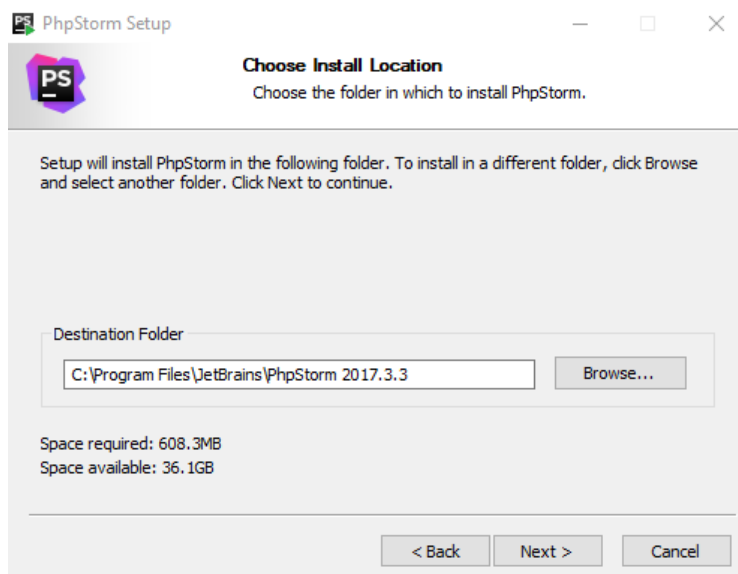 PS PhpStorm Setup
PS
Choose Install Location
Choose the folder in which to install PhpStorm.
Setup will install PhpStorm in the following folder. To install in a different folder, click Browse
and select another folder. Click Next to continue.
Destination Folder
C:\Program Files\JetBrains\PhpStorm 2017.3.3
Browse...
Space required: 608.3MB
Space available: 36.1GB
< Back
Next >
Cancel